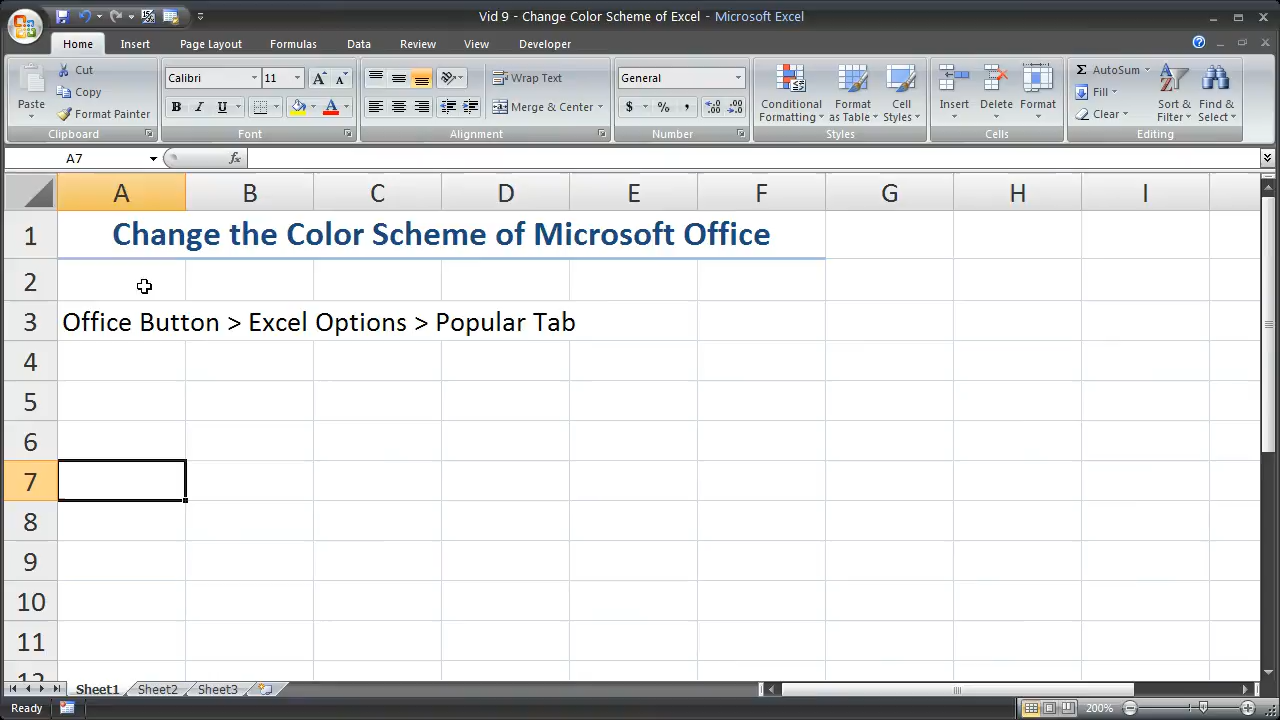 Vid 9 - Change Color Scheme of Excel - Microsoft Excel
Home Insert Page Layout Formulas Data Review View Developer
Paste
Cut
Copy
Format Painter
Clipboard
Calibri 11
B I U
Font
Wrap Text
Merge & Center
Alignment
General
$ % ,
Number
Conditional Formatting
Format as Table
Cell Styles
Styles
Insert Delete Format
Cells
Σ AutoSum
Fill
Clear
Sort & Filter
Find & Select
Editing
A7 fx
A B C D E F G H I
1 Change the Color Scheme of Microsoft Office
2
3 Office Button > Excel Options > Popular Tab
4
5
6
7
8
9
10
11
12
Sheet1 Sheet2 Sheet3
Ready 200%